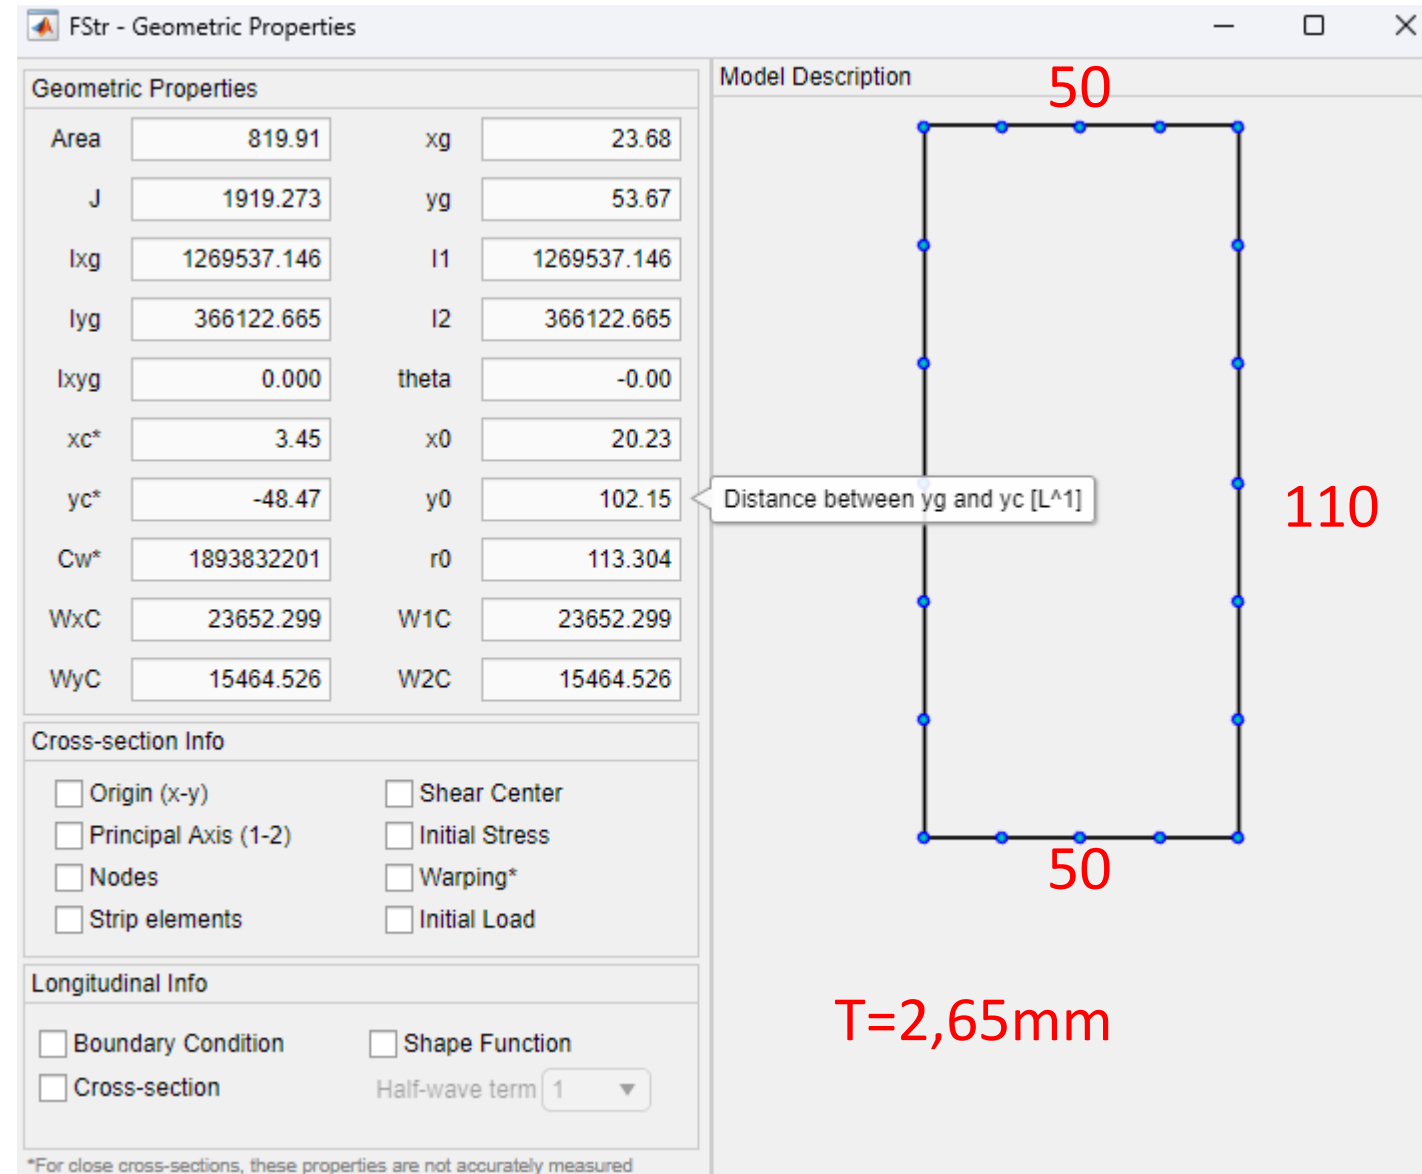 FStr - Geometric Properties
Geometric Properties
Area 819.91 xg 23.68
J 1919.273 yg 53.67
Ixg 1269537.146 I1 1269537.146
Iyg 366122.665 I2 366122.665
Ixyg 0.000 theta -0.00
xc* 3.45 x0 20.23
yc* -48.47 y0 102.15
Cw* 1893832201 r0 113.304
WxC 23652.299 W1C 23652.299
WyC 15464.526 W2C 15464.526
Cross-section Info
Origin (x-y) Shear Center
Principal Axis (1-2) Initial Stress
Nodes Warping*
Strip elements Initial Load
Longitudinal Info
Boundary Condition Shape Function
Cross-section Half-wave term 1
*For close cross-sections, these properties are not accurately measured
Model Description
50
Distance between yg and yc [L^1]
110
50
T=2,65mm